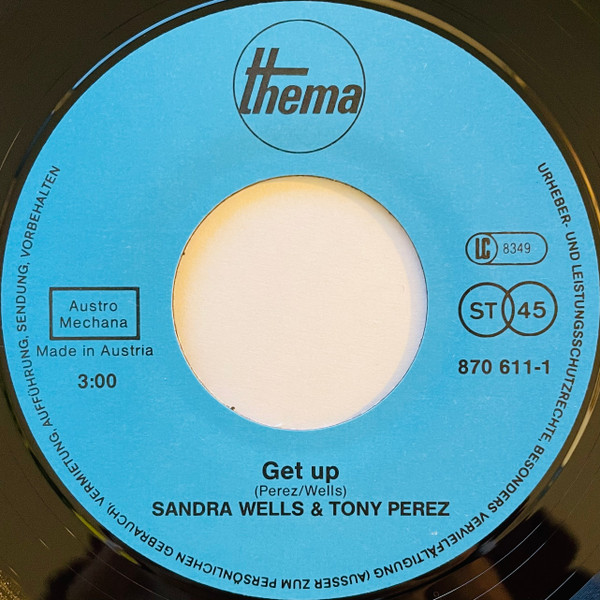 thema
LC 8349
Austro
Mechana
ST 45
Made in Austria
870 611-1
3:00
Get up
(Perez/Wells)
SANDRA WELLS & TONY PEREZ
URHEBER- UND LEISTUNGSSCHUTZRECHTE, BESONDERS VERVIELFÄLTIGUNG (AUSSER ZUM PERSÖNLICHEN GEBRAUCH), VERMIETUNG, AUFFÜHRUNG, SENDUNG, VORBEHALTEN